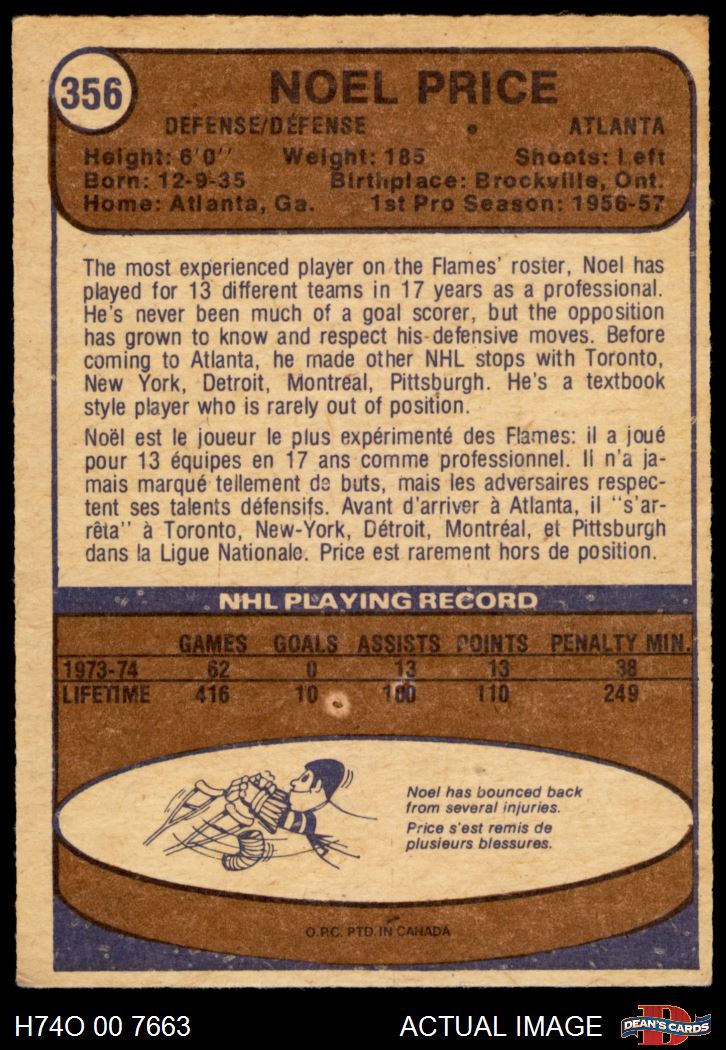 356
NOEL PRICE
DEFENSE/DÉFENSE • ATLANTA
Height: 6'0'' Weight: 185 Shoots: Left
Born: 12-9-35 Birthplace: Brockville, Ont.
Home: Atlanta, Ga. 1st Pro Season: 1956-57
The most experienced player on the Flames' roster, Noel has
played for 13 different teams in 17 years as a professional.
He's never been much of a goal scorer, but the opposition
has grown to know and respect his defensive moves. Before
coming to Atlanta, he made other NHL stops with Toronto,
New York, Detroit, Montreal, Pittsburgh. He's a textbook
style player who is rarely out of position.
Noël est le joueur le plus expérimenté des Flames: il a joué
pour 13 équipes en 17 ans comme professionnel. Il n'a ja-
mais marqué tellement de buts, mais les adversaires respec-
tent ses talents défensifs. Avant d'arriver à Atlanta, il "s'ar-
rêta" à Toronto, New-York, Détroit, Montréal, et Pittsburgh
dans la Ligue Nationale. Price est rarement hors de position.
NHL PLAYING RECORD
GAMES GOALS ASSISTS POINTS PENALTY MIN.
1973-74 62 0 13 13 38
LIFETIME 416 10 100 110 249
Noel has bounced back
from several injuries.
Price s'est remis de
plusieurs blessures.
O.P.C. PTD. IN CANADA
H74O 00 7663 ACTUAL IMAGE
D
DEAN'S CARDS